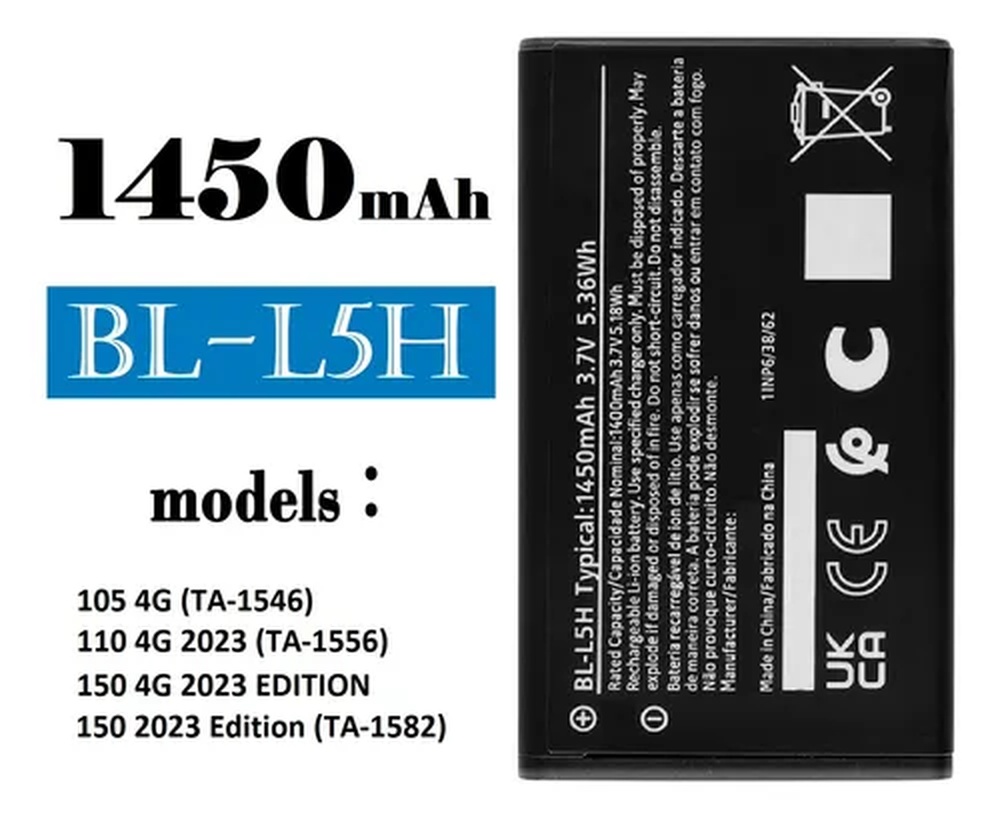 1450mAh
BL-L5H
models：
105 4G (TA-1546)
110 4G 2023 (TA-1556)
150 4G 2023 EDITION
150 2023 Edition (TA-1582)
BL-L5H Typical:1450mAh 3.7V 5.36Wh
Rated Capacity/Capacidade Nominal:1400mAh 3.7V 5.18Wh
Rechargeable Li-ion battery. Use specified charger only. Must be disposed of properly. May
explode if damaged or disposed of in fire. Do not short-circuit. Do not disassemble.
Bateria recarregável de íon de lítio. Use apenas como carregador indicado. Descarte a bateria
de maneira correta. A bateria pode explodir se sofrer danos ou entrar em contato com fogo.
Não provoque curto-circuito. Não desmonte.
Manufacturer/Fabricante:
Made in China/Fabricado na China
1INP6/38/62
UK
CA
CE